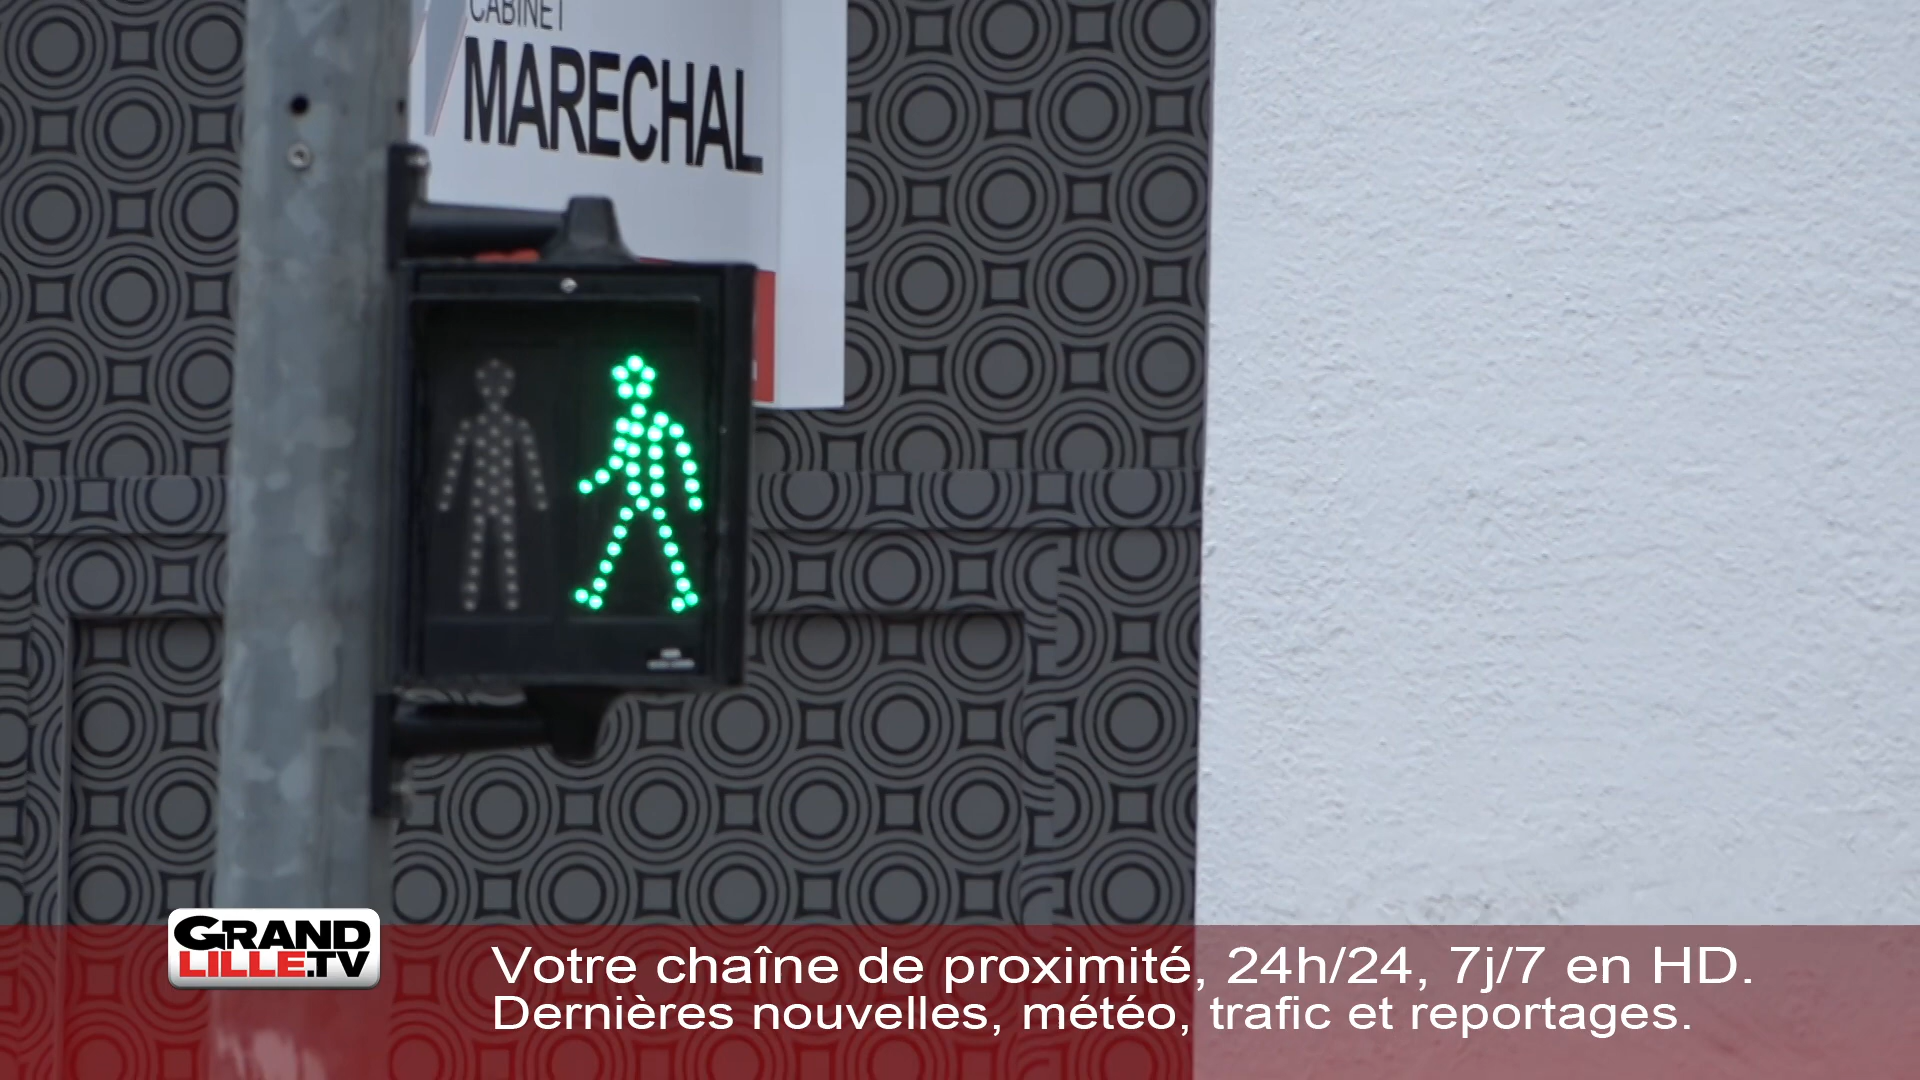 CABINET
MARECHAL
GRAND
LILLE.TV
Votre chaîne de proximité, 24h/24, 7j/7 en HD.
Dernières nouvelles, météo, trafic et reportages.